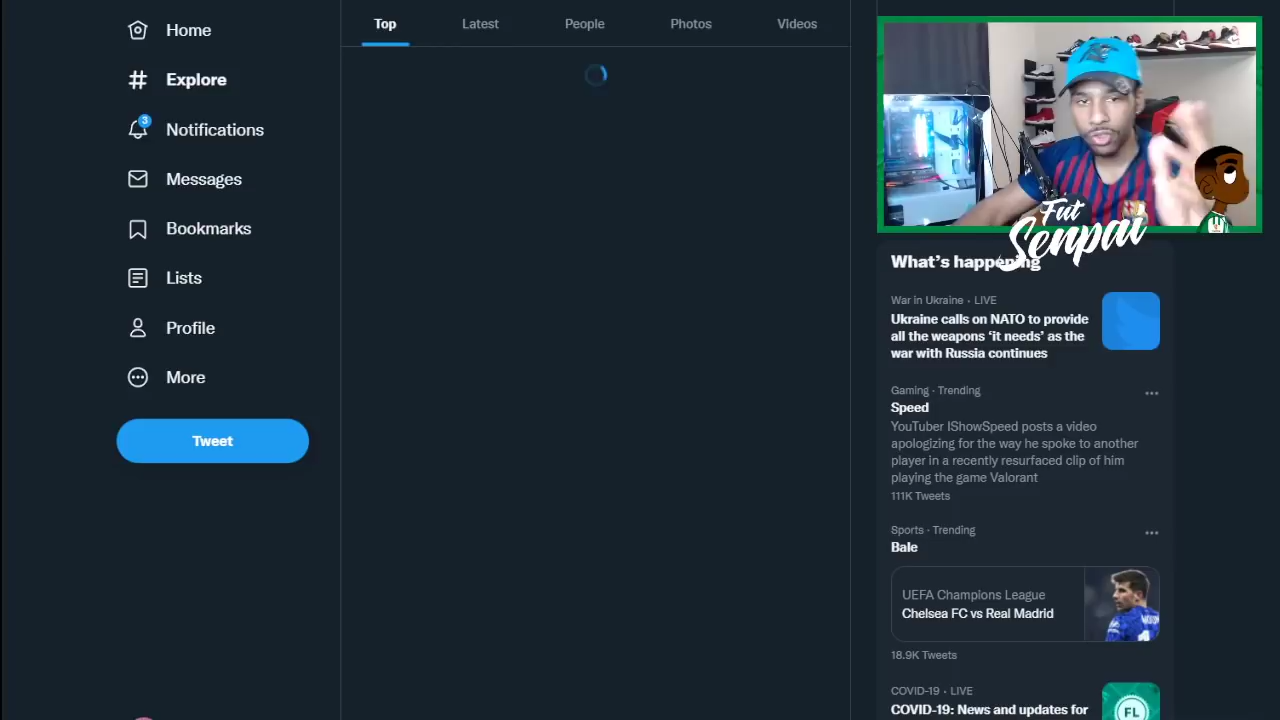 Home
Explore
3
Notifications
Messages
Bookmarks
Lists
Profile
More
Tweet
Top
Latest
People
Photos
Videos
Fut
Senpai
What's happening
War in Ukraine · LIVE
Ukraine calls on NATO to provide
all the weapons ‘it needs’ as the
war with Russia continues
Gaming · Trending
Speed
YouTuber IShowSpeed posts a video
apologizing for the way he spoke to another
player in a recently resurfaced clip of him
playing the game Valorant
111K Tweets
Sports · Trending
Bale
UEFA Champions League
Chelsea FC vs Real Madrid
18.9K Tweets
COVID-19 · LIVE
COVID-19: News and updates for
FL